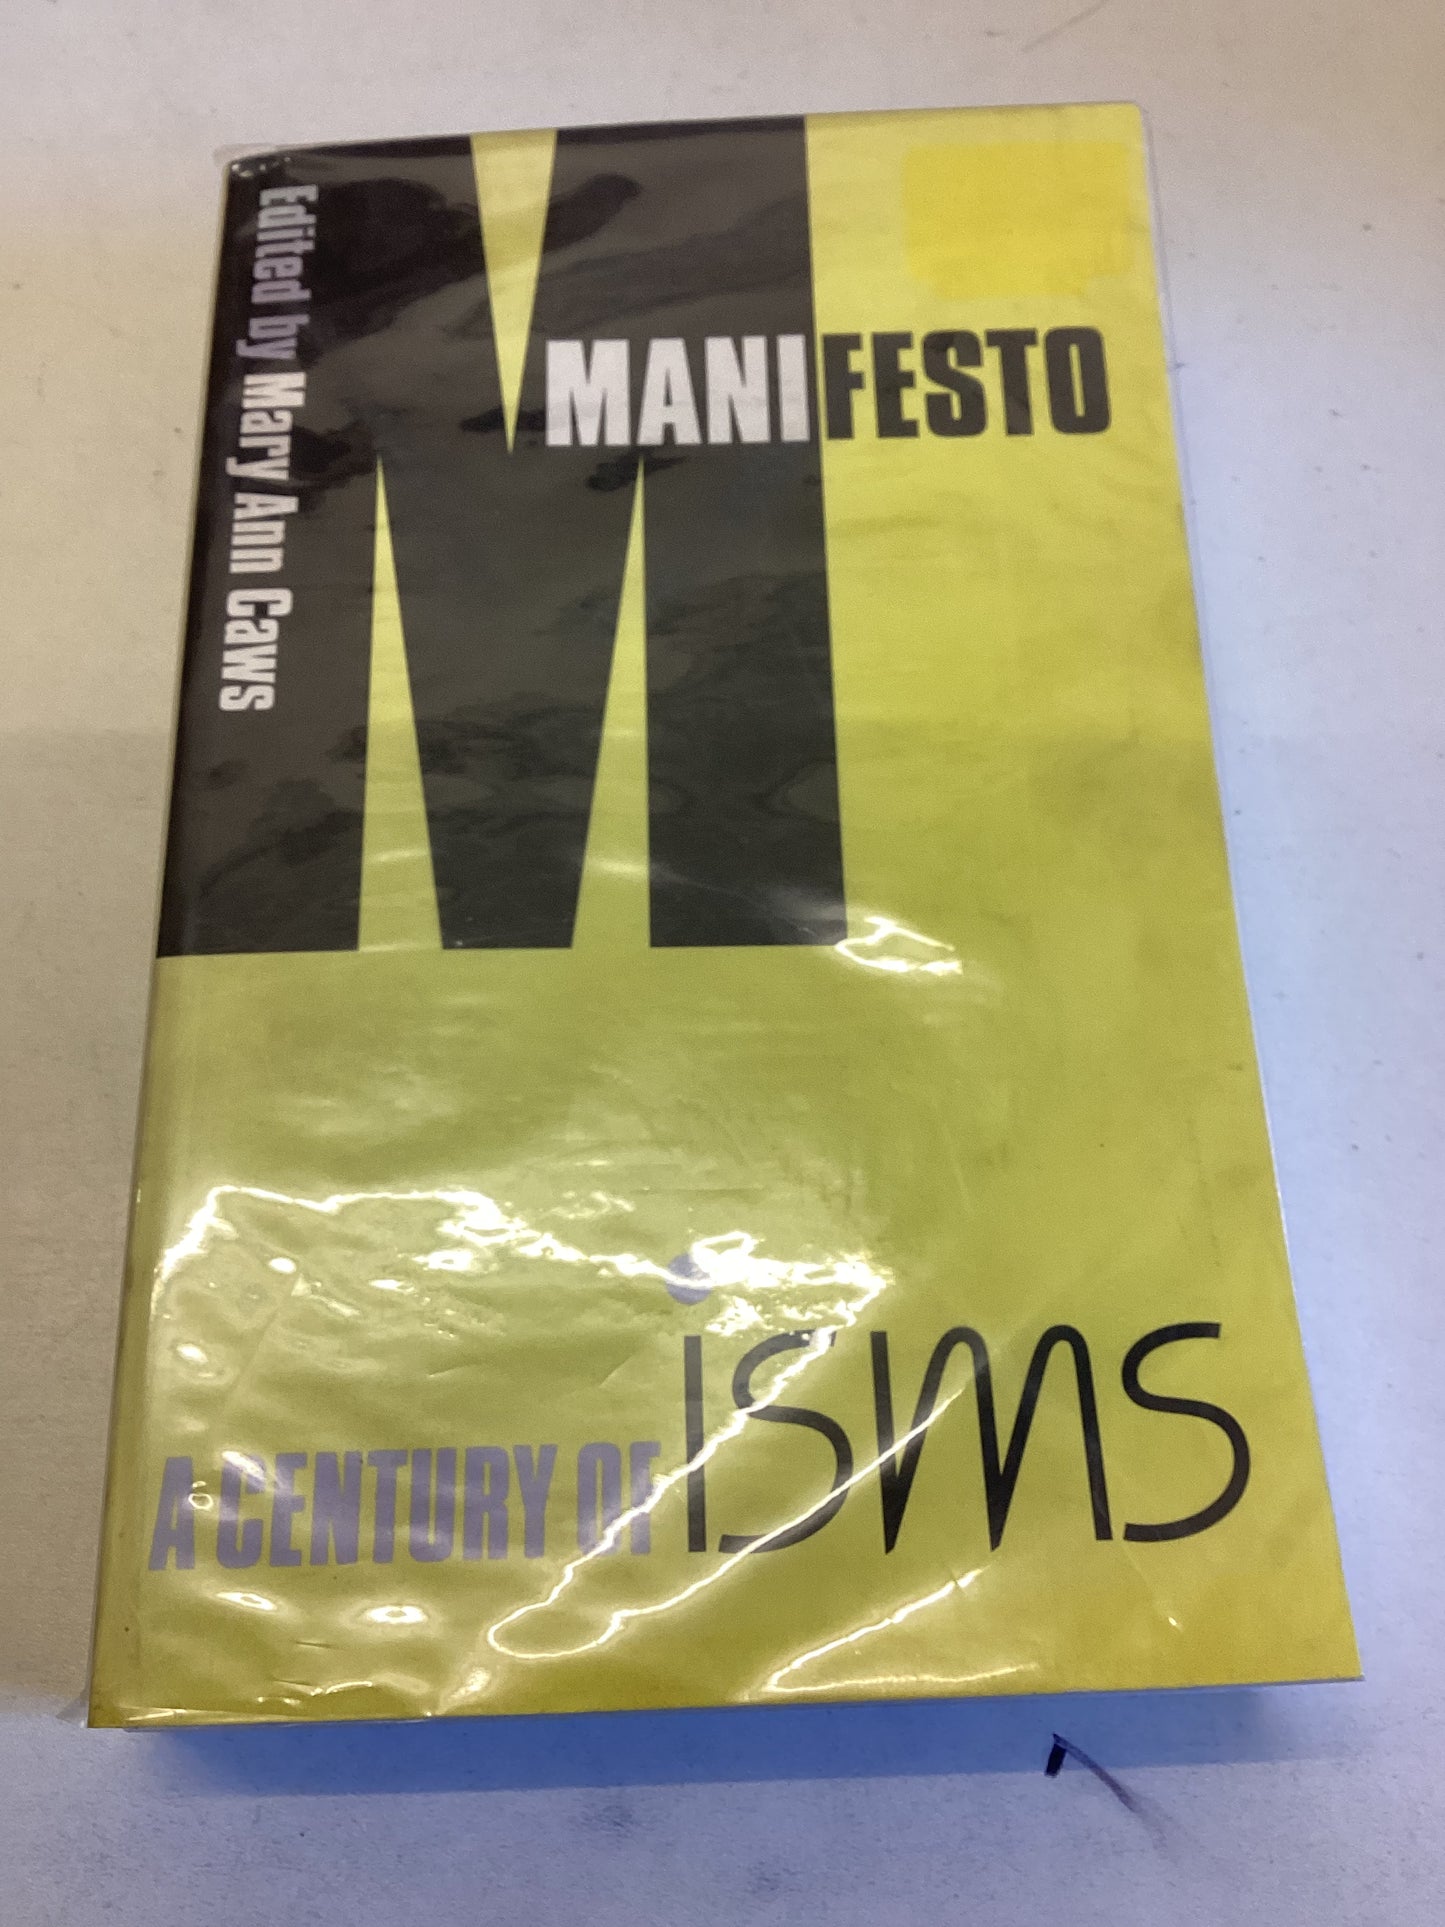 Edited by Mary Ann Caws
M
MANIFESTO
A CENTURY OF isms